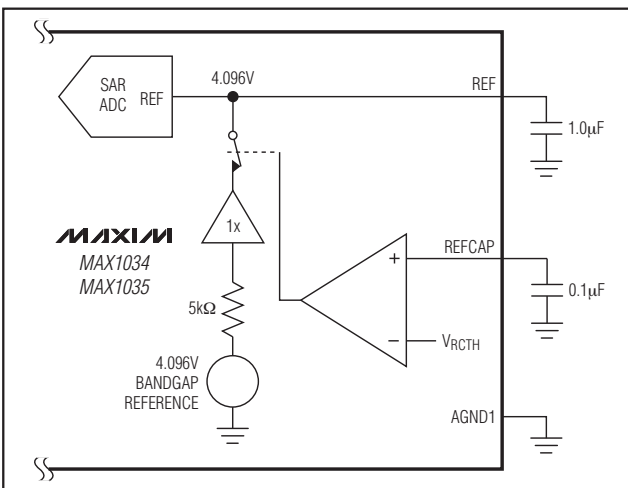 4.096V
REF
SAR
ADC
REF
1.0µF
1x
MAXIM
MAX1034
MAX1035
REFCAP
+
0.1µF
5kΩ
−
VRCTH
4.096V
BANDGAP
REFERENCE
AGND1